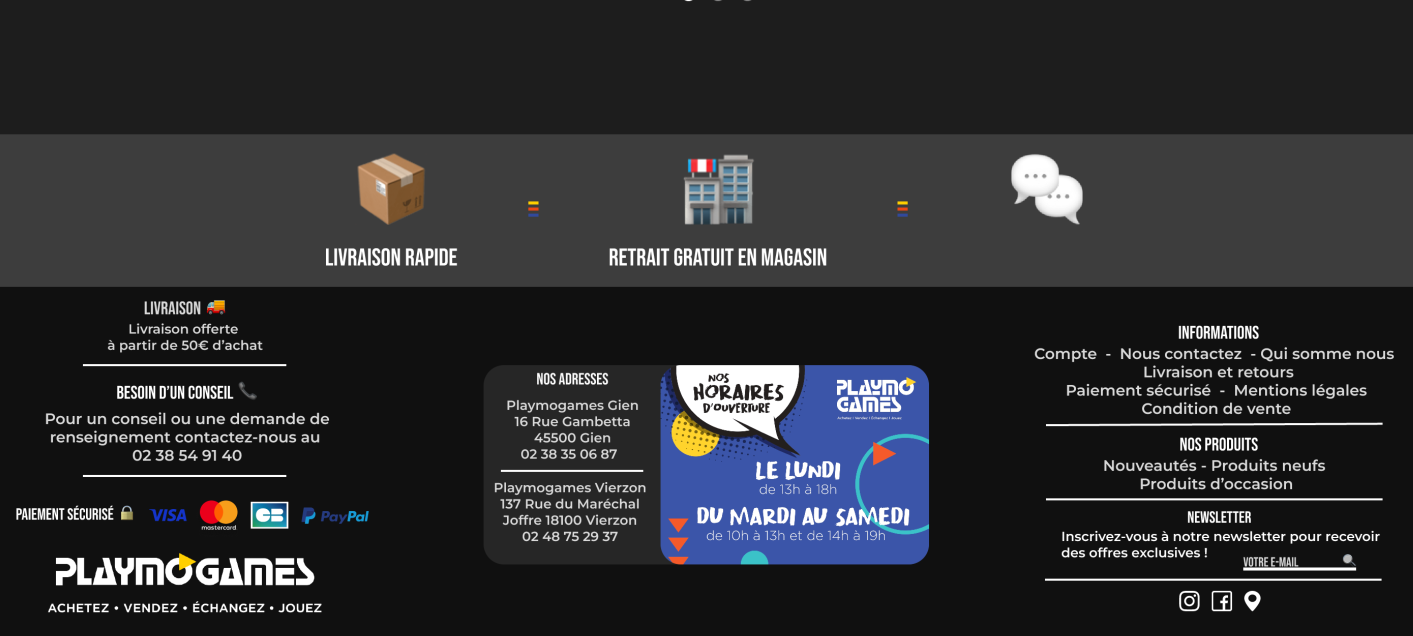 LIVRAISON RAPIDE
RETRAIT GRATUIT EN MAGASIN
LIVRAISON
Livraison offerte
à partir de 50€ d'achat
BESOIN D'UN CONSEIL
Pour un conseil ou une demande de
renseignement contactez-nous au
02 38 54 91 40
PAIEMENT SÉCURISÉ
VISA
mastercard
CB
PayPal
PLAYMOGAMES
ACHETEZ • VENDEZ • ÉCHANGEZ • JOUEZ
NOS ADRESSES
Playmogames Gien
16 Rue Gambetta
45500 Gien
02 38 35 06 87
Playmogames Vierzon
137 Rue du Maréchal
Joffre 18100 Vierzon
02 48 75 29 37
NOS
HORAIRES
D'OUVERTURE
PLAYMO
GAMES
LE LUNDI
de 13h à 18h
DU MARDI AU SAMEDI
de 10h à 13h et de 14h à 19h
INFORMATIONS
Compte - Nous contactez - Qui somme nous
Livraison et retours
Paiement sécurisé - Mentions légales
Condition de vente
NOS PRODUITS
Nouveautés - Produits neufs
Produits d'occasion
NEWSLETTER
Inscrivez-vous à notre newsletter pour recevoir
des offres exclusives !
VOTRE E-MAIL